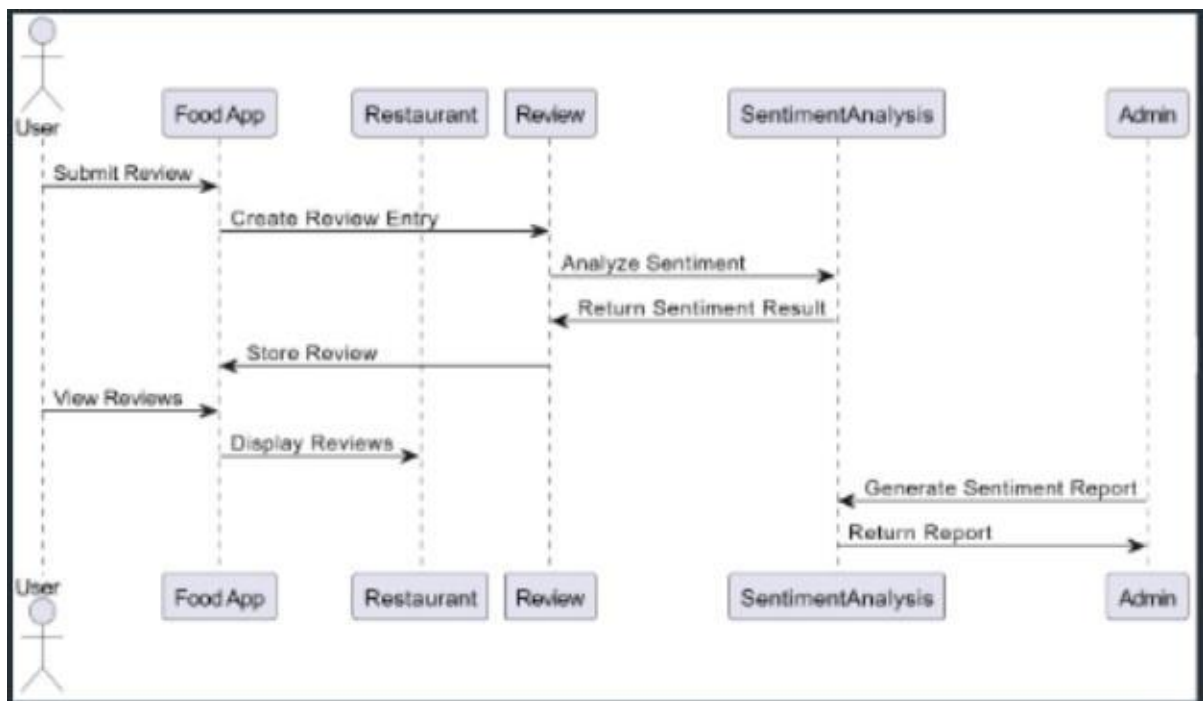 User
Food App
Restaurant
Review
SentimentAnalysis
Admin
Submit Review
Create Review Entry
Analyze Sentiment
Return Sentiment Result
Store Review
View Reviews
Display Reviews
Generate Sentiment Report
Return Report
User
Food App
Restaurant
Review
SentimentAnalysis
Admin